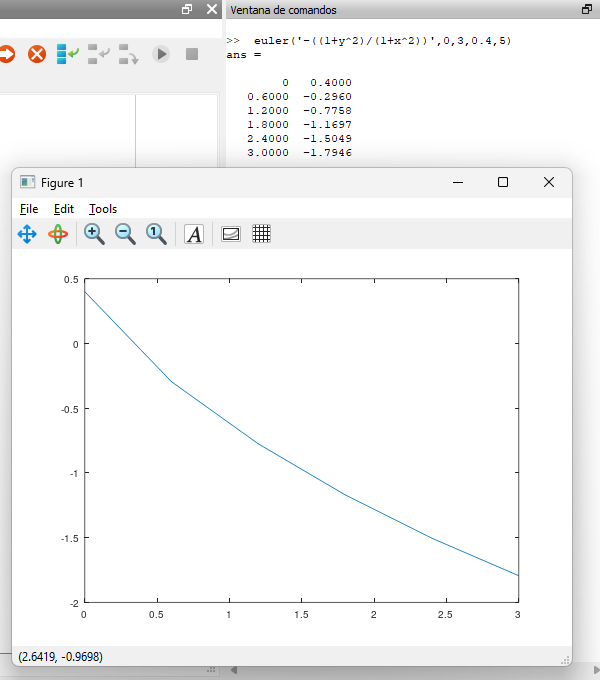 Ventana de comandos
>> euler('-((1+y^2)/(1+x^2))',0,3,0.4,5)
ans =
0 0.4000
0.6000 -0.2960
1.2000 -0.7758
1.8000 -1.1697
2.4000 -1.5049
3.0000 -1.7946
Figure 1
File Edit Tools
1 A
0.5
0
-0.5
-1
-1.5
-2
0 0.5 1 1.5 2 2.5 3
(2.6419, -0.9698)